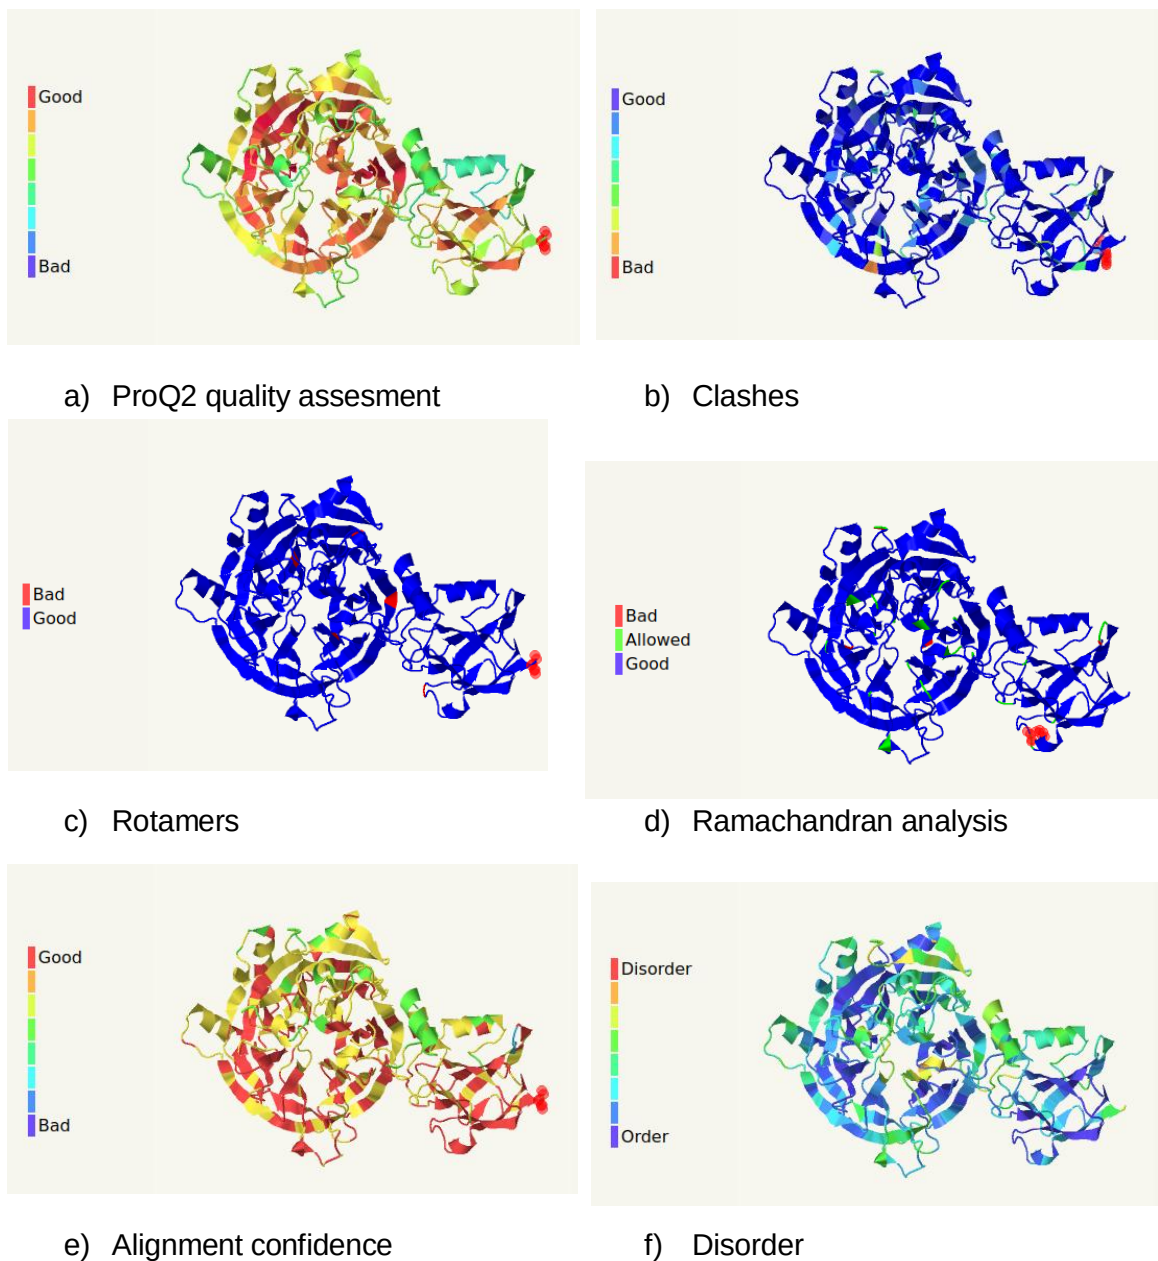 Good
Bad
Good
Bad
a) ProQ2 quality assesment
b) Clashes
Bad
Good
Bad
Allowed
Good
c) Rotamers
d) Ramachandran analysis
Good
Bad
Disorder
Order
e) Alignment confidence
f) Disorder